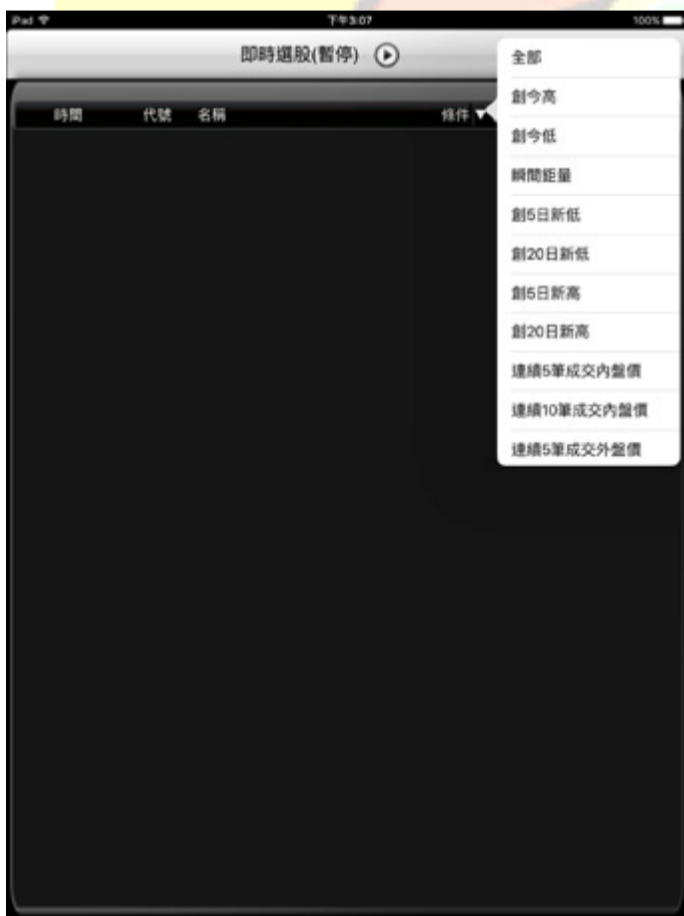 iPad 下午3:07 100%
即時選股(暫停)
時間 代號 名稱 條件 ▼
全部
創今高
創今低
瞬間鉅量
創5日新低
創20日新低
創5日新高
創20日新高
連續5筆成交內盤價
連續10筆成交內盤價
連續5筆成交外盤價